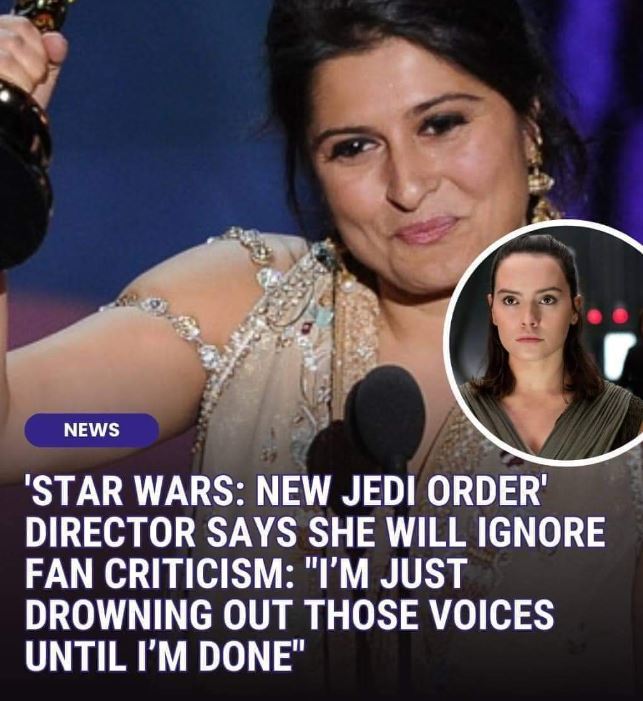 NEWS
'STAR WARS: NEW JEDI ORDER'
DIRECTOR SAYS SHE WILL IGNORE
FAN CRITICISM: "I'M JUST
DROWNING OUT THOSE VOICES
UNTIL I'M DONE"